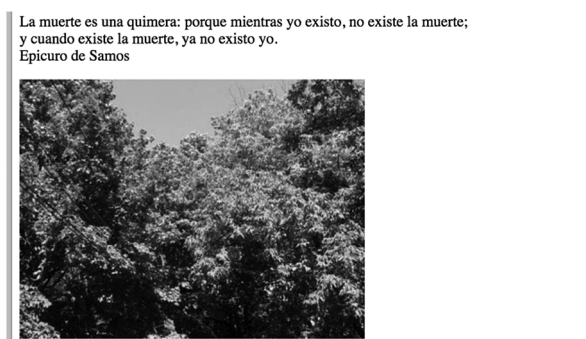 La muerte es una quimera: porque mientras yo existo, no existe la muerte;
y cuando existe la muerte, ya no existo yo.
Epicuro de Samos